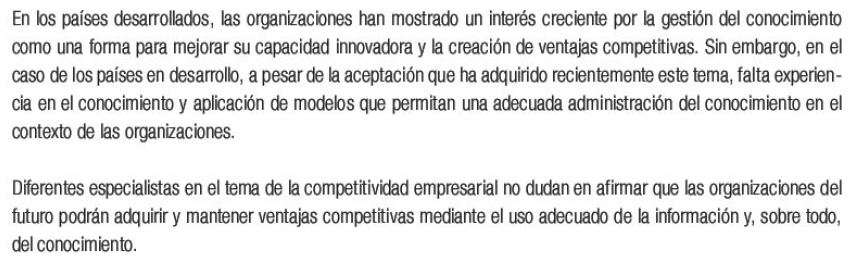 En los países desarrollados, las organizaciones han mostrado un interés creciente por la gestión del conocimiento
como una forma para mejorar su capacidad innovadora y la creación de ventajas competitivas. Sin embargo, en el
caso de los países en desarrollo, a pesar de la aceptación que ha adquirido recientemente este tema, falta experien-
cia en el conocimiento y aplicación de modelos que permitan una adecuada administración del conocimiento en el
contexto de las organizaciones.
Diferentes especialistas en el tema de la competitividad empresarial no dudan en afirmar que las organizaciones del
futuro podrán adquirir y mantener ventajas competitivas mediante el uso adecuado de la información y, sobre todo,
del conocimiento.